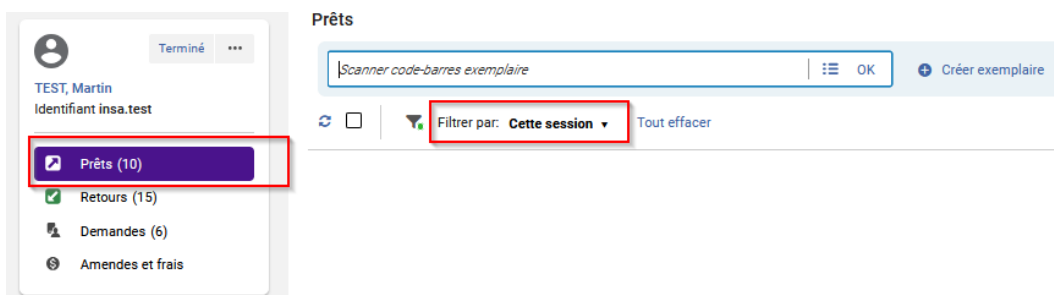 Terminé
TEST, Martin
Identifiant insa.test
Prêts (10)
Retours (15)
Demandes (6)
Amendes et frais
Prêts
Scanner code-barres exemplaire
OK
Créer exemplaire
Filtrer par: Cette session
Tout effacer